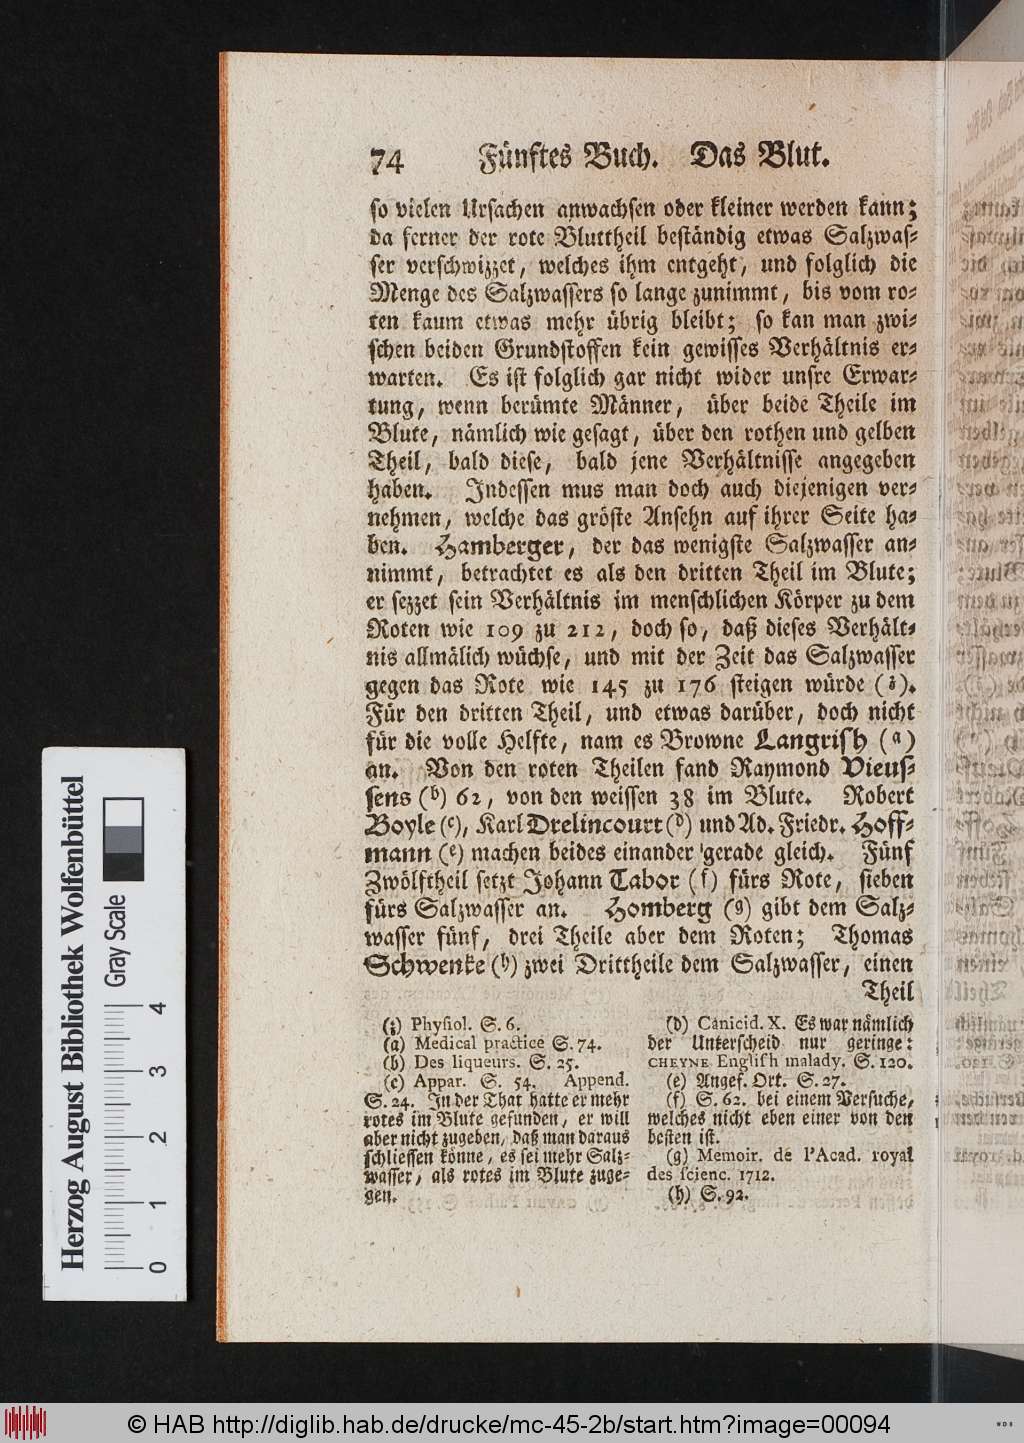 74 Fünftes Buch. Das Blut.
so vielen Ursachen anwachsen oder kleiner werden kann;
da ferner der rote Bluttheil beständig etwas Salzwas-
ser verschwizzet, welches ihm entgeht, und folglich die
Menge des Salzwassers so lange zunimmt, bis vom ro-
ten kaum etwas mehr übrig bleibt; so kan man zwi-
schen beiden Grundstoffen kein gewisses Verhältnis er-
warten. Es ist folglich gar nicht wider unsre Erwar-
tung, wenn berümte Männer, über beide Theile im
Blute, nämlich wie gesagt, über den rothen und gelben
Theil, bald diese, bald jene Verhältnisse angegeben
haben. Indessen mus man doch auch diejenigen ver-
nehmen, welche das gröste Ansehn auf ihrer Seite ha-
ben. Hamberger, der das wenigste Salzwasser an-
nimmt, betrachtet es als den dritten Theil im Blute;
er sezzet sein Verhältnis im menschlichen Körper zu dem
Roten wie 109 zu 212, doch so, daß dieses Verhält-
nis allmälich wüchse, und mit der Zeit das Salzwasser
gegen das Rote wie 145 zu 176 steigen würde (z).
Für den dritten Theil, und etwas darüber, doch nicht
für die volle Helfte, nam es Browne Langrish (a)
an. Von den roten Theilen fand Raymond Vieus-
sens (b) 62, von den weissen 38 im Blute. Robert
Boyle (c), Karl Drelincourt (d) und Ad. Friedr. Hoff-
mann (e) machen beides einander gerade gleich. Fünf
Zwölftheil setzt Johann Tabor (f) fürs Rote, sieben
fürs Salzwasser an. Homberg (g) gibt dem Salz-
wasser fünf, drei Theile aber dem Roten; Thomas
Schwenke (h) zwei Drittheile dem Salzwasser, einen
Theil
(z) Physiol. S. 6.
(a) Medical practice S. 74.
(b) Des liqueurs. S. 25.
(c) Appar. S. 54. Append.
S. 24. In der That hatte er mehr
rotes im Blute gefunden, er will
aber nicht zugeben, daß man daraus
schliessen könne, es sei mehr Salz-
wasser, als rotes im Blute zuge-
gen.
(d) Canicid. X. Es war nämlich
der Unterscheid nur geringe:
CHEYNE English malady. S. 120.
(e) Angef. Ort. S. 27.
(f) S. 62. bei einem Versuche,
welches nicht eben einer von den
besten ist.
(g) Memoir. de l'Acad. royal
des scienc. 1712.
(h) S. 92.
Herzog August Bibliothek Wolfenbüttel
Gray Scale
0 1 2 3 4
© HAB http://diglib.hab.de/drucke/mc-45-2b/start.htm?image=00094